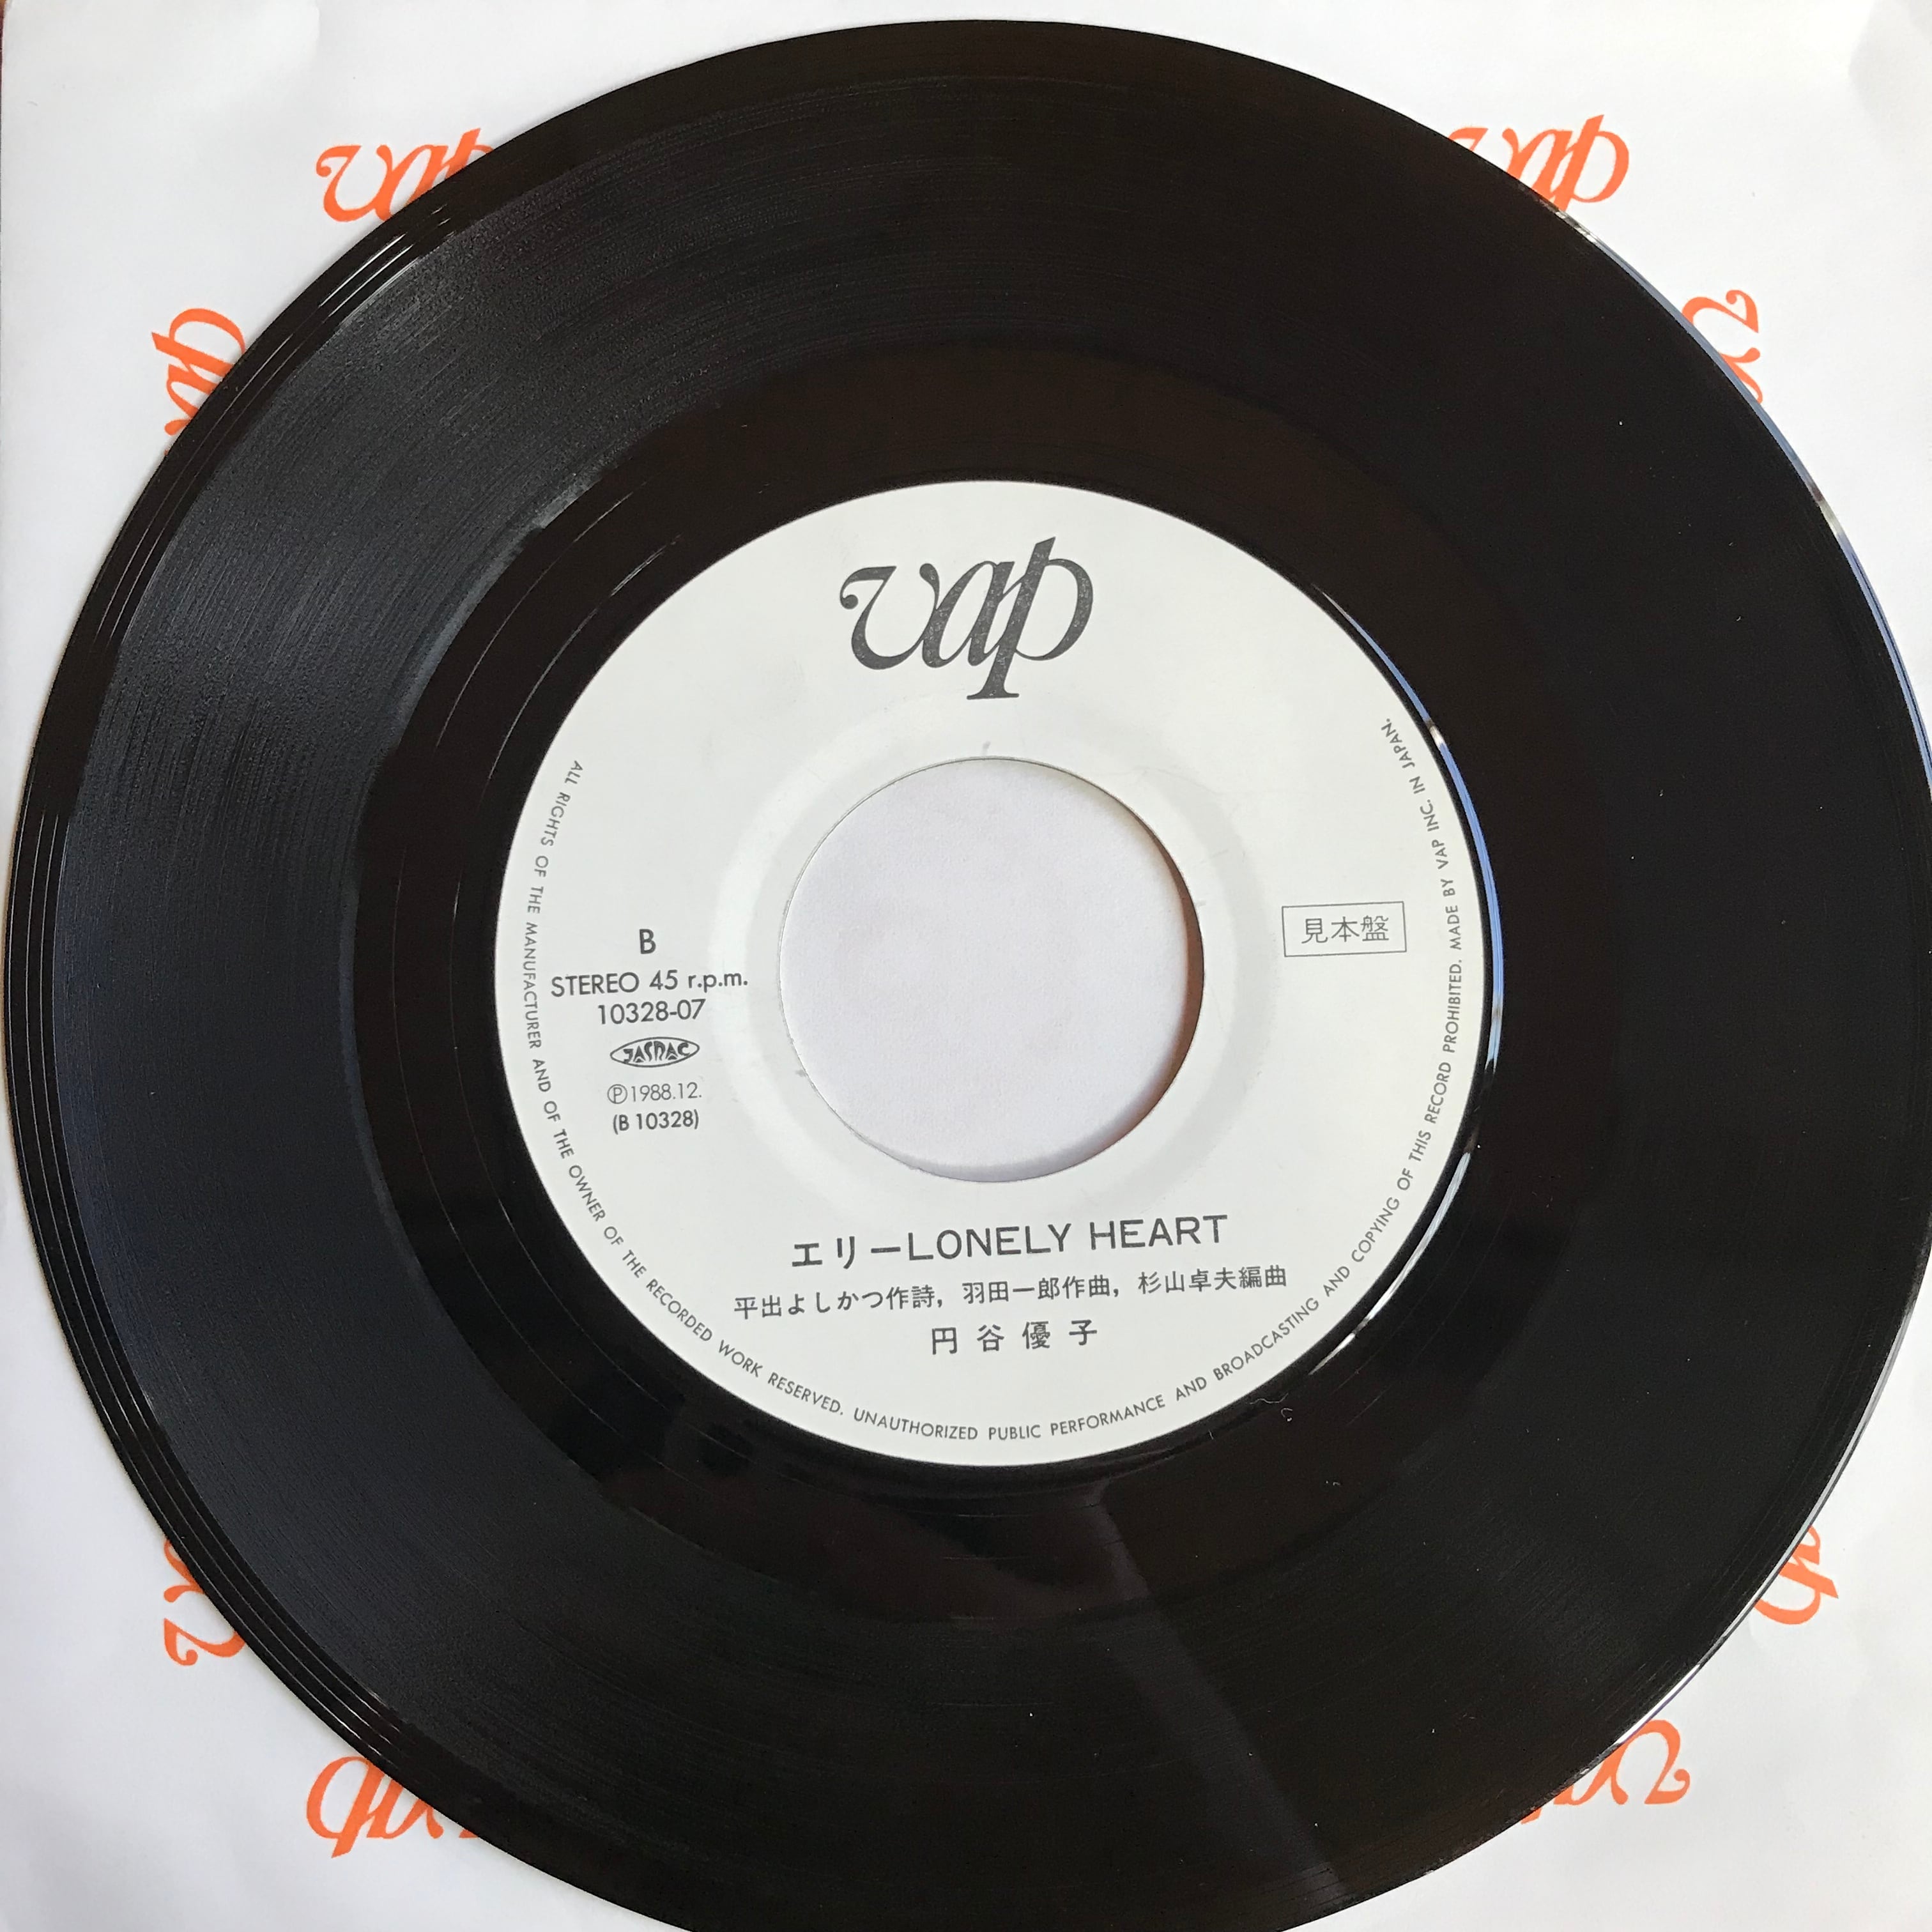 vap
vap
vap
B
STEREO 45 r.p.m.
10328-07
JASRAC
Ⓟ1988.12.
(B 10328)
見本盤
エリーLONELY HEART
平出よしかつ作詩, 羽田一郎作曲, 杉山卓夫編曲
円谷優子
ALL RIGHTS OF THE MANUFACTURER AND OF THE OWNER OF THE RECORDED WORK RESERVED. UNAUTHORIZED PUBLIC PERFORMANCE AND BROADCASTING AND COPYING OF THIS RECORD PROHIBITED. MADE BY VAP INC. IN JAPAN.